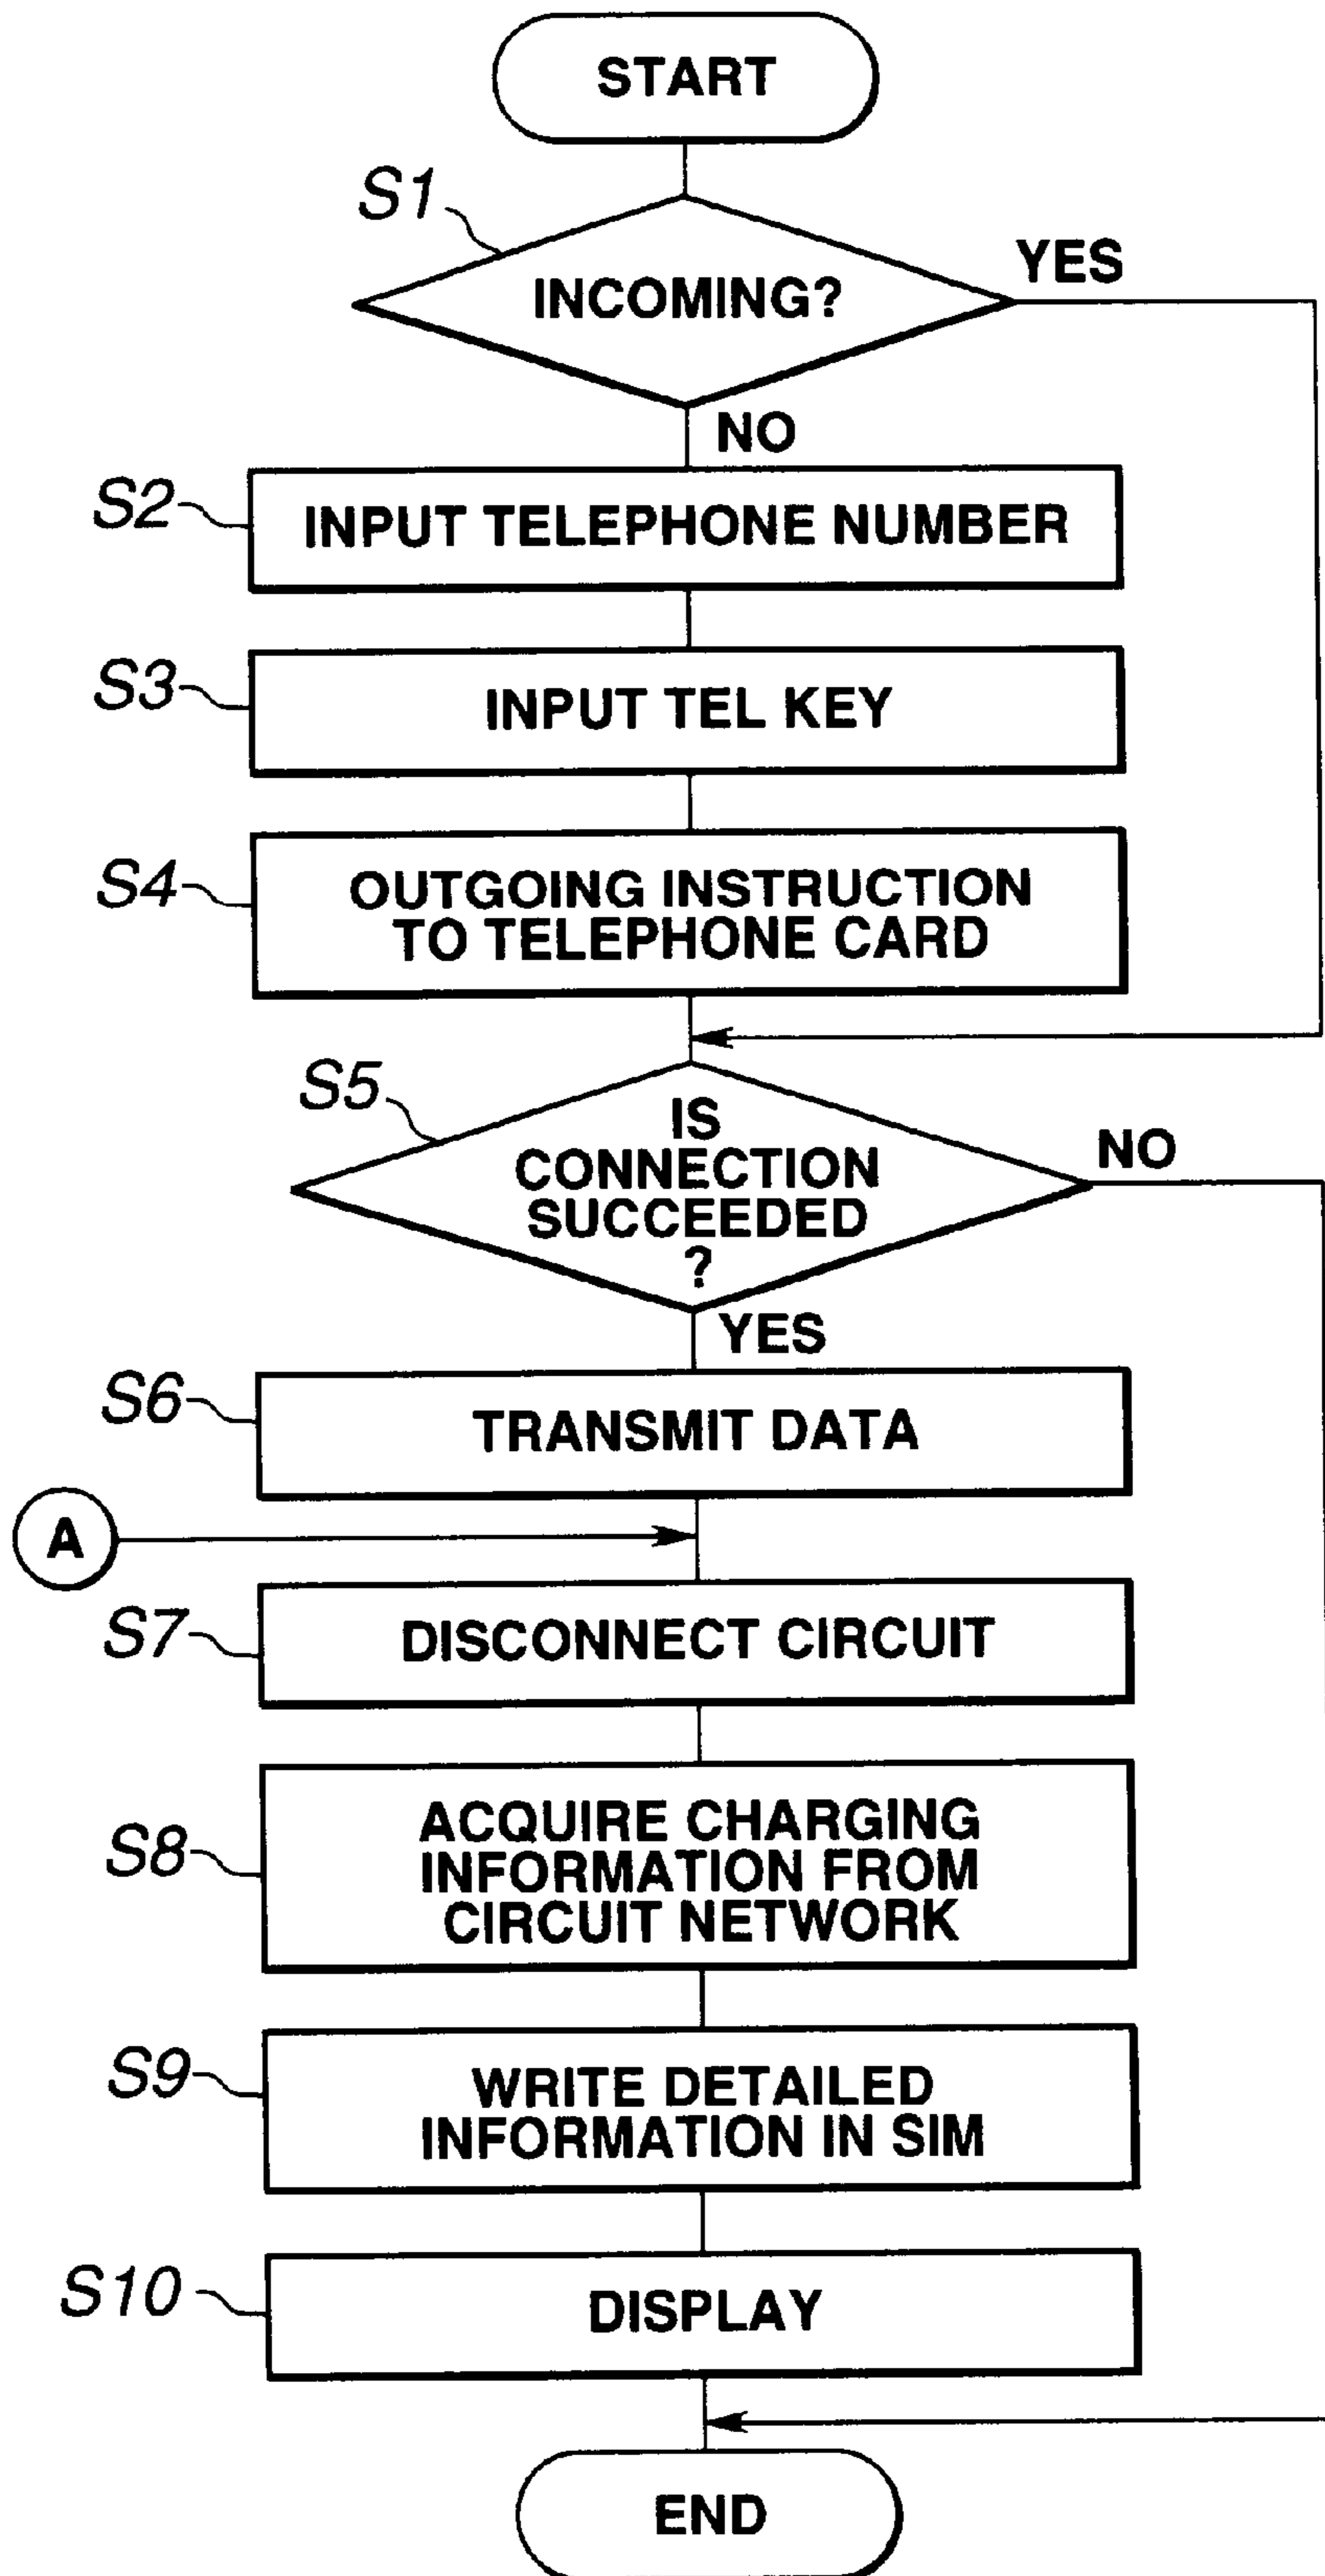 START
S1
INCOMING?
YES
NO
S2
INPUT TELEPHONE NUMBER
S3
INPUT TEL KEY
S4
OUTGOING INSTRUCTION
TO TELEPHONE CARD
S5
IS
CONNECTION
SUCCEEDED
?
NO
YES
S6
TRANSMIT DATA
A
S7
DISCONNECT CIRCUIT
S8
ACQUIRE CHARGING
INFORMATION FROM
CIRCUIT NETWORK
S9
WRITE DETAILED
INFORMATION IN SIM
S10
DISPLAY
END